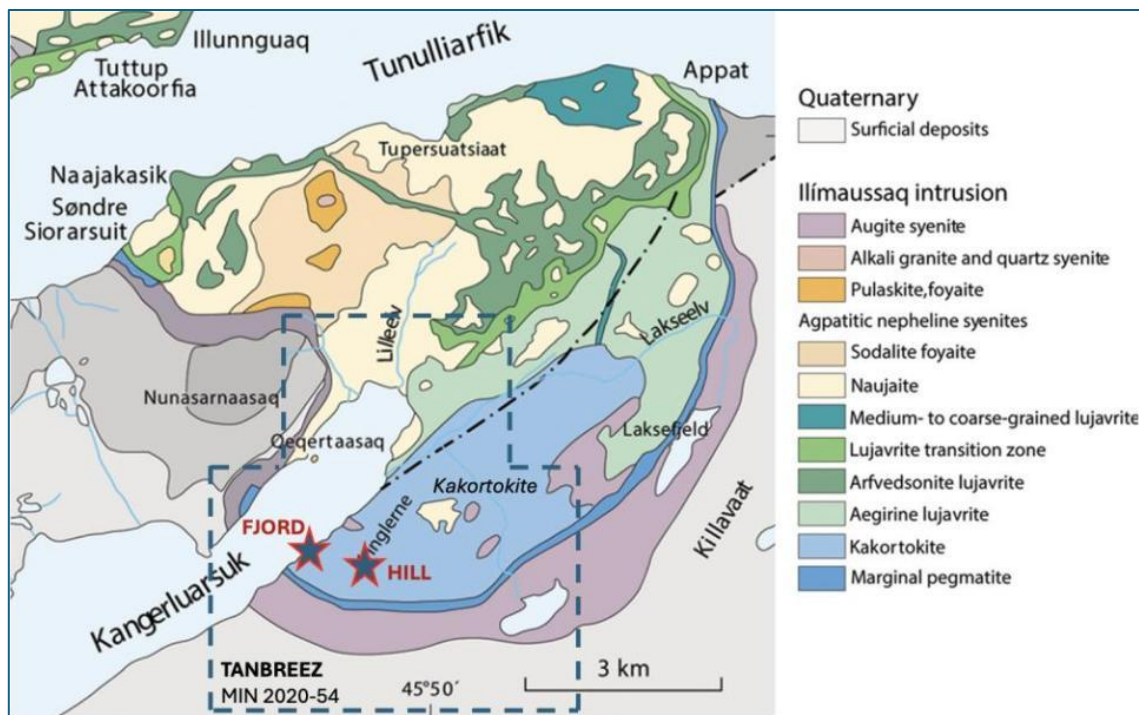 Illunnguaq
Tuttup
Attakoorfia
Tunulliarfik
Appat
Tupersuatsiaat
Naajakasik
Søndre
Siorarsuit
Lilleelv
Lakseelv
Nunasarnaasaq
Qeqertaasaq
Laksefjeld
Kakortokite
Killavaat
FJORD
HILL
Kangerluarsuk
TANBREEZ
MIN 2020-54
45°50´
3 km
Quaternary
Surficial deposits
Ilímaussaq intrusion
Augite syenite
Alkali granite and quartz syenite
Pulaskite,foyaite
Agpatitic nepheline syenites
Sodalite foyaite
Naujaite
Medium- to coarse-grained lujavrite
Lujavrite transition zone
Arfvedsonite lujavrite
Aegirine lujavrite
Kakortokite
Marginal pegmatite